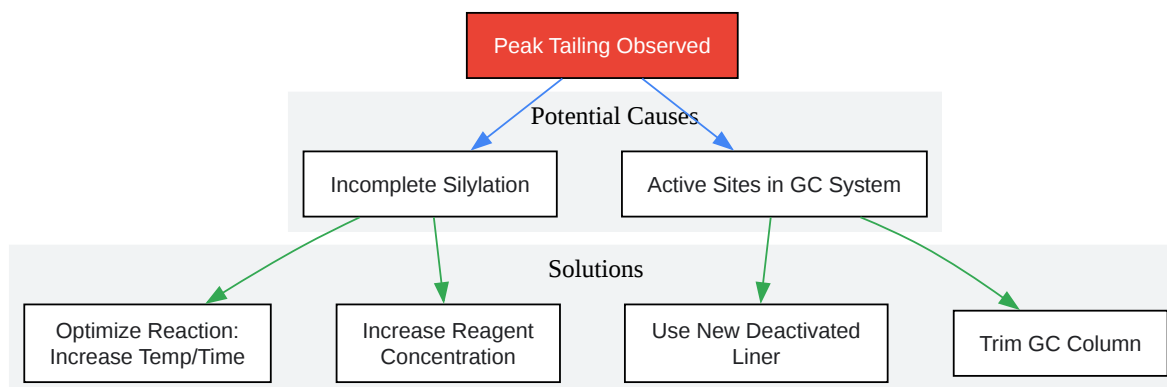 Peak Tailing Observed
Potential Causes
Incomplete Silylation
Active Sites in GC System
Solutions
Optimize Reaction:
Increase Temp/Time
Increase Reagent
Concentration
Use New Deactivated
Liner
Trim GC Column